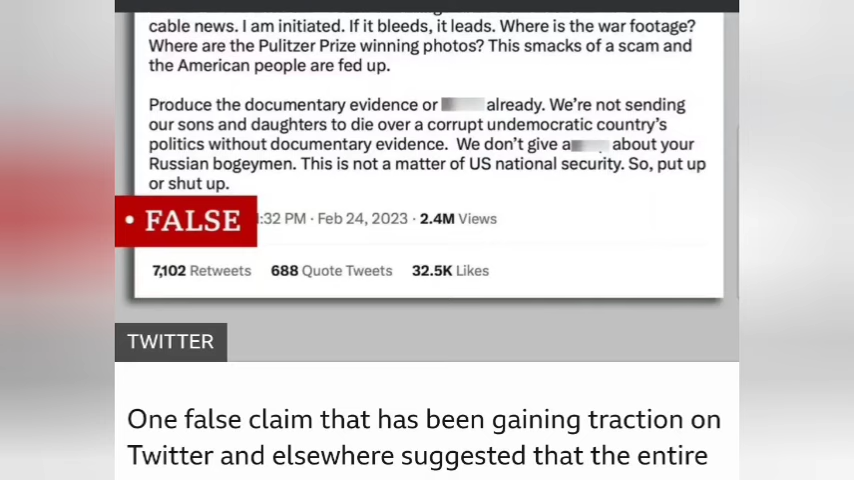 cable news. I am initiated. If it bleeds, it leads. Where is the war footage?
Where are the Pulitzer Prize winning photos? This smacks of a scam and
the American people are fed up.
Produce the documentary evidence or already. We're not sending
our sons and daughters to die over a corrupt undemocratic country's
politics without documentary evidence. We don't give a about your
Russian bogeymen. This is not a matter of US national security. So, put up
or shut up.
• FALSE :32 PM · Feb 24, 2023 · 2.4M Views
7,102 Retweets 688 Quote Tweets 32.5K Likes
TWITTER
One false claim that has been gaining traction on
Twitter and elsewhere suggested that the entire